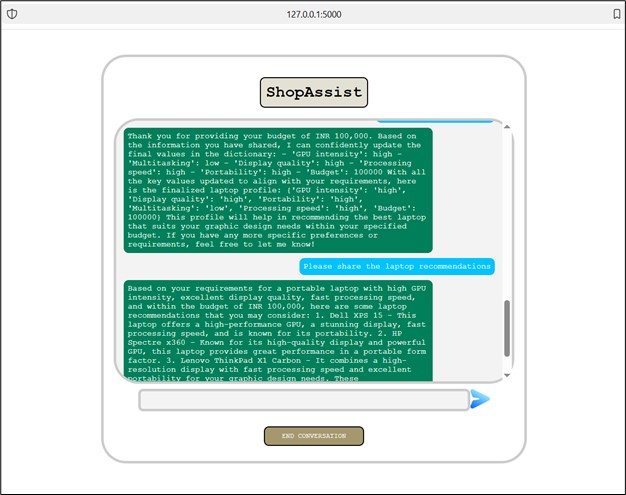 127.0.0.1:5000
ShopAssist
Thank you for providing your budget of INR 100,000. Based on
the information you have shared, I can confidently update the
final values in the dictionary: - 'GPU intensity': high -
'Multitasking': low - 'Display quality': high - 'Processing
speed': high - 'Portability': high - 'Budget': 100000 With all
the key values updated to align with your requirements, here
is the finalized laptop profile: {'GPU intensity': 'high',
'Display quality': 'high', 'Portability': 'high',
'Multitasking': 'low', 'Processing speed': 'high', 'Budget':
100000} This profile will help in recommending the best laptop
that suits your graphic design needs within your specified
budget. If you have any more specific preferences or
requirements, feel free to let me know!
Please share the laptop recommendations
Based on your requirements for a portable laptop with high GPU
intensity, excellent display quality, fast processing speed,
and within the budget of INR 100,000, here are some laptop
recommendations that you may consider: 1. Dell XPS 15 - This
laptop offers a high-performance GPU, a stunning display, fast
processing speed, and is known for its portability. 2. HP
Spectre x360 - Known for its high-quality display and powerful
GPU, this laptop provides great performance in a portable form
factor. 3. Lenovo ThinkPad X1 Carbon - It combines a high-
resolution display with fast processing speed and excellent
portability for your graphic design needs. These
END CONVERSATION